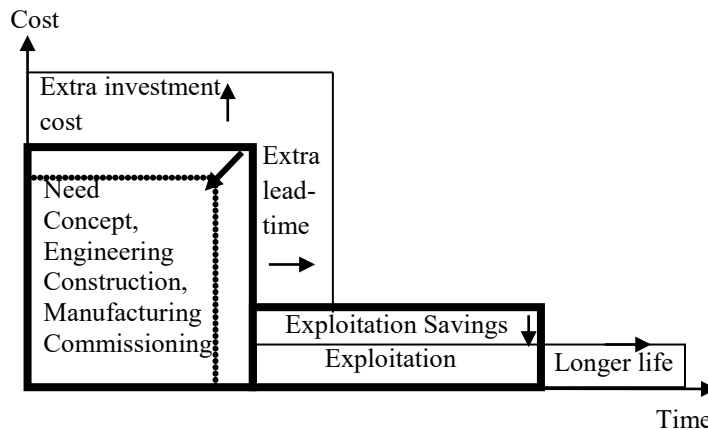 Cost
Extra investment
cost
Extra
lead-
time
Need
Concept,
Engineering
Construction,
Manufacturing
Commissioning
Exploitation Savings
Exploitation
Longer life
Time